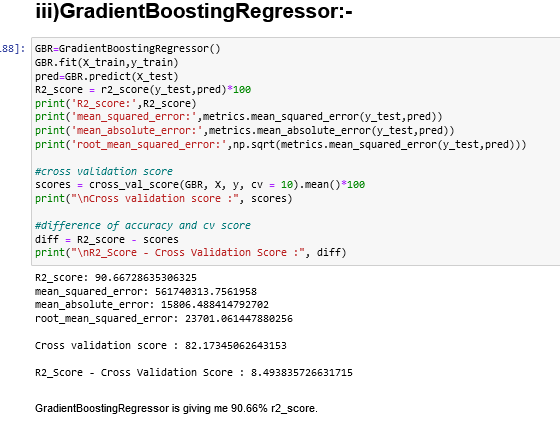 iii)GradientBoostingRegressor:-
88]: GBR=GradientBoostingRegressor()
GBR.fit(X_train,y_train)
pred=GBR.predict(X_test)
R2_score = r2_score(y_test,pred)*100
print('R2_score:',R2_score)
print('mean_squared_error:',metrics.mean_squared_error(y_test,pred))
print('mean_absolute_error:',metrics.mean_absolute_error(y_test,pred))
print('root_mean_squared_error:',np.sqrt(metrics.mean_squared_error(y_test,pred)))
#cross validation score
scores = cross_val_score(GBR, X, y, cv = 10).mean()*100
print("\nCross validation score :", scores)
#difference of accuracy and cv score
diff = R2_score - scores
print("\nR2_Score - Cross Validation Score :", diff)
R2_score: 90.66728635306325
mean_squared_error: 561740313.7561958
mean_absolute_error: 15806.488414792702
root_mean_squared_error: 23701.061447880256
Cross validation score : 82.17345062643153
R2_Score - Cross Validation Score : 8.493835726631715
GradientBoostingRegressor is giving me 90.66% r2_score.